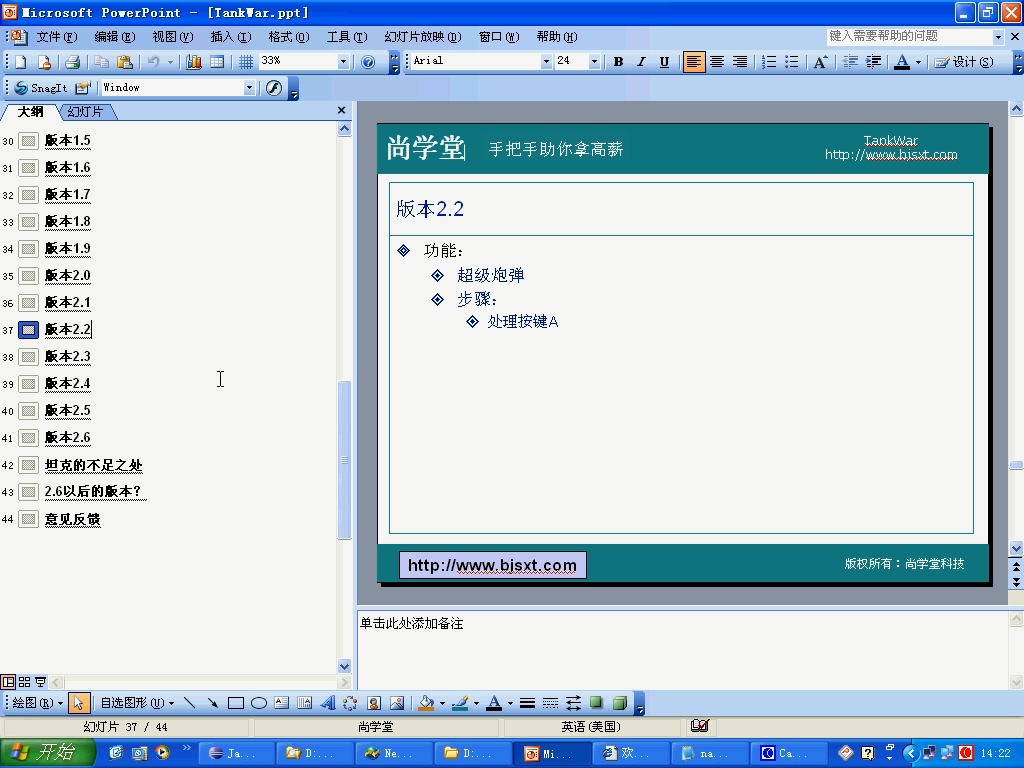 Microsoft PowerPoint - [TankWar.ppt]
文件(F) 编辑(E) 视图(V) 插入(I) 格式(O) 工具(T) 幻灯片放映(D) 窗口(W) 帮助(H) 键入需要帮助的问题
33% Arial 24 B I U A A 设计(S)
SnagIt Window
大纲 幻灯片
30 版本1.5
31 版本1.6
32 版本1.7
33 版本1.8
34 版本1.9
35 版本2.0
36 版本2.1
37 版本2.2
38 版本2.3
39 版本2.4
40 版本2.5
41 版本2.6
42 坦克的不足之处
43 2.6以后的版本?
44 意见反馈
尚学堂 手把手助你拿高薪
TankWar
http://www.bjsxt.com
版本2.2
功能:
超级炮弹
步骤:
处理按键A
http://www.bjsxt.com 版权所有:尚学堂科技
单击此处添加备注
绘图(R) 自选图形(U) A
幻灯片 37 / 44 尚学堂 英语(美国)
开始 Ja... D:... Ne... D:... Mi... 欢... na... Ca... 14:22